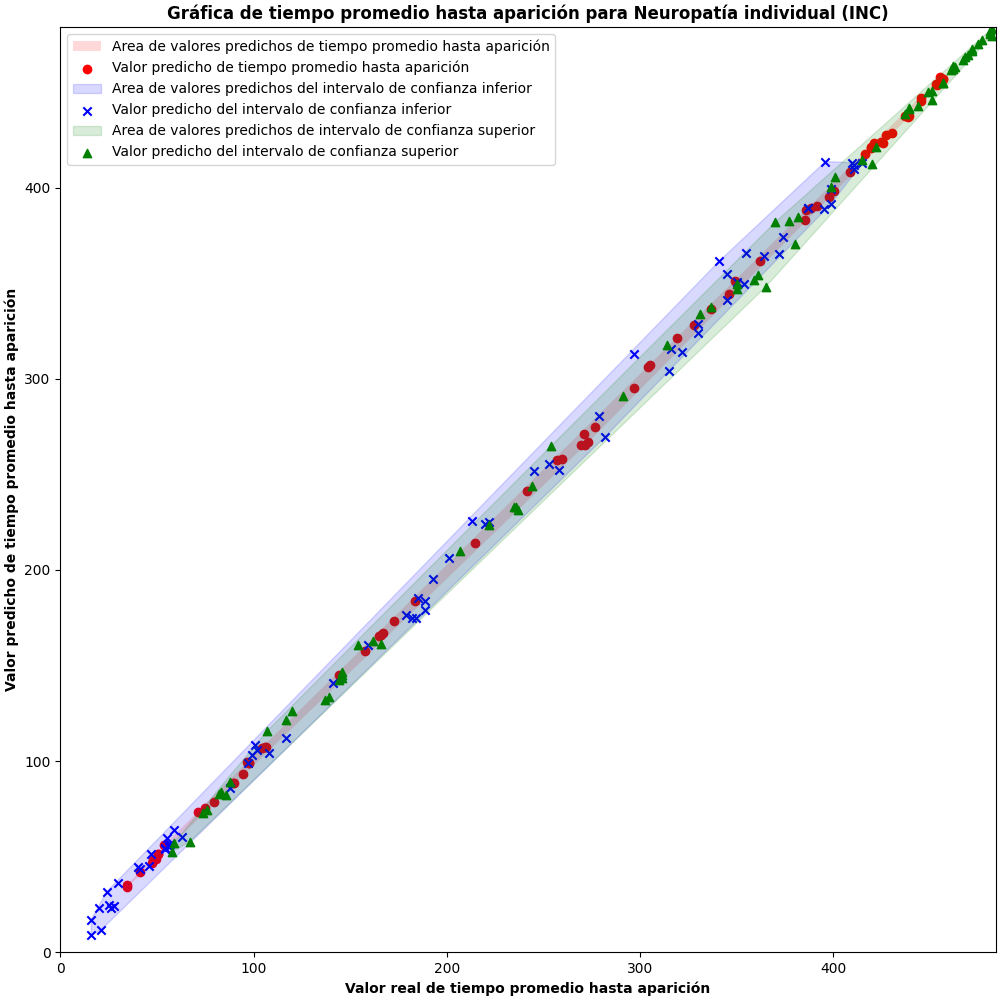 Gráfica de tiempo promedio hasta aparición para Neuropatía individual (INC)
Area de valores predichos de tiempo promedio hasta aparición
Valor predicho de tiempo promedio hasta aparición
Area de valores predichos del intervalo de confianza inferior
Valor predicho del intervalo de confianza inferior
Area de valores predichos de intervalo de confianza superior
Valor predicho del intervalo de confianza superior
Valor predicho de tiempo promedio hasta aparición
400
300
200
100
0
0 100 200 300 400
Valor real de tiempo promedio hasta aparición